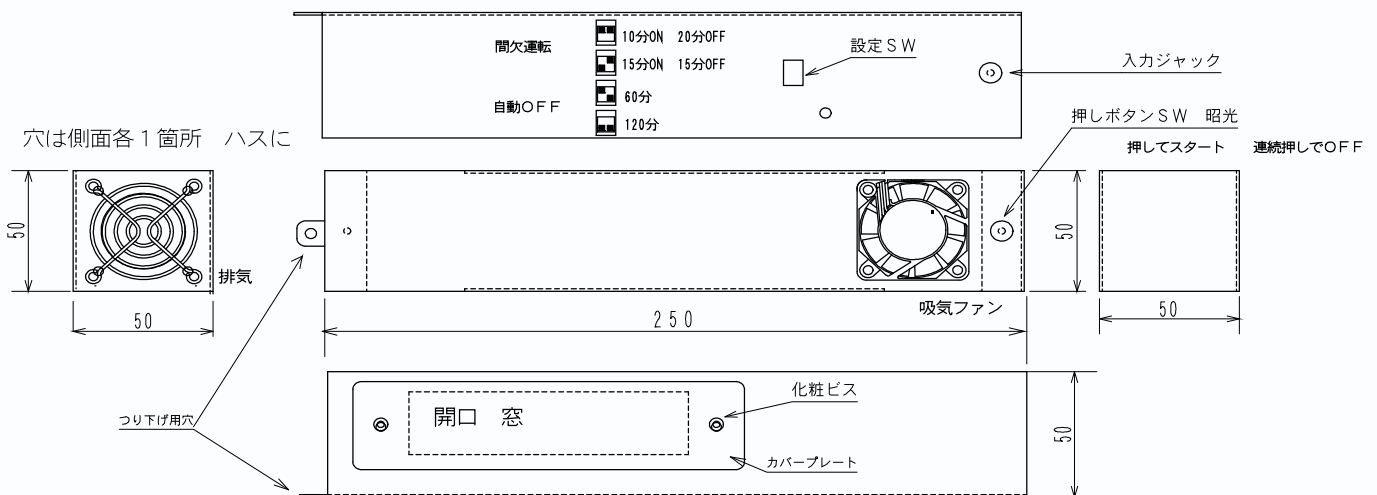 間欠運転
10分ON 20分OFF
15分ON 15分OFF
自動OFF
60分
120分
設定SW
入力ジャック
押しボタンSW 昭光
押してスタート 連続押しでOFF
穴は側面各1箇所 ハスに
50
排気
50
吸気ファン
250
50
50
つり下げ用穴
開口 窓
化粧ビス
カバープレート
50